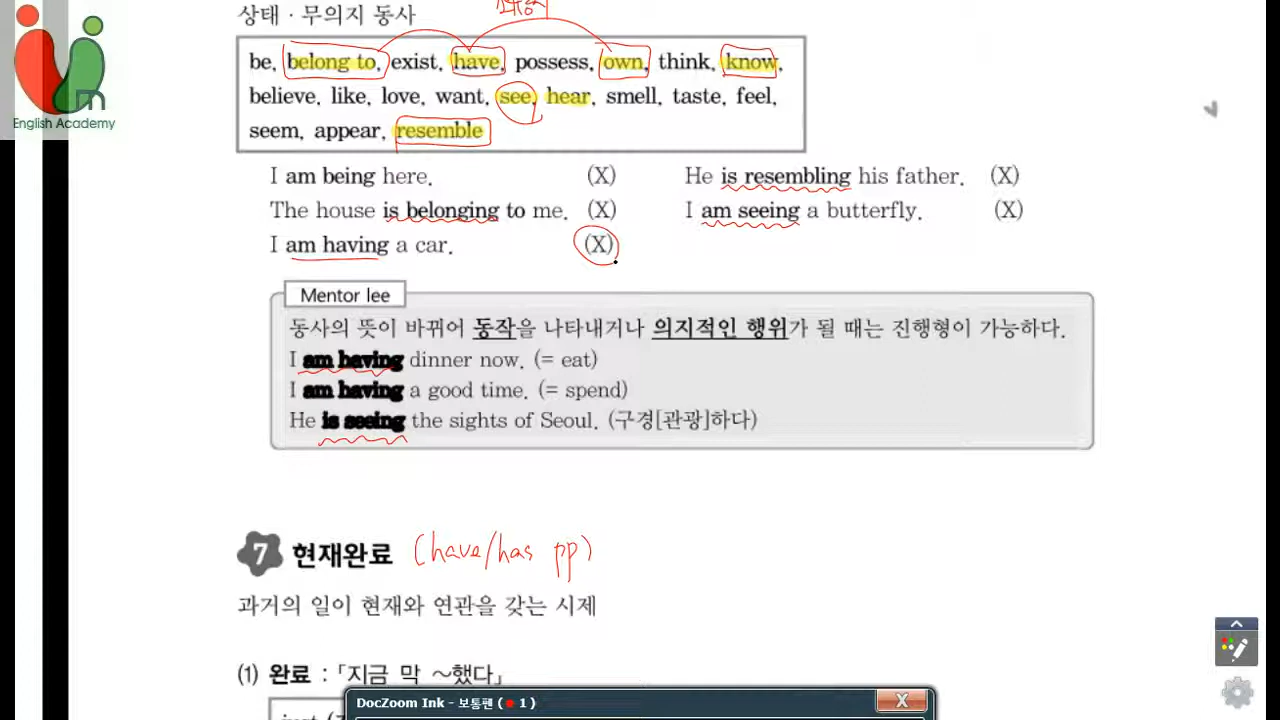 상태·무의지 동사
English Academy
be, belong to, exist, have, possess, own, think, know,
believe, like, love, want, see, hear, smell, taste, feel,
seem, appear, resemble
I am being here. (X) He is resembling his father. (X)
The house is belonging to me. (X) I am seeing a butterfly. (X)
I am having a car. (X)
Mentor lee
동사의 뜻이 바뀌어 동작을 나타내거나 의지적인 행위가 될 때는 진행형이 가능하다.
I am having dinner now. (= eat)
I am having a good time. (= spend)
He is seeing the sights of Seoul. (구경[관광]하다)
7 현재완료 (have/has pp)
과거의 일이 현재와 연관을 갖는 시제
(1) 완료 : 「지금 막 ~했다」
DocZoom Ink - 보통펜 ( 1 ) X